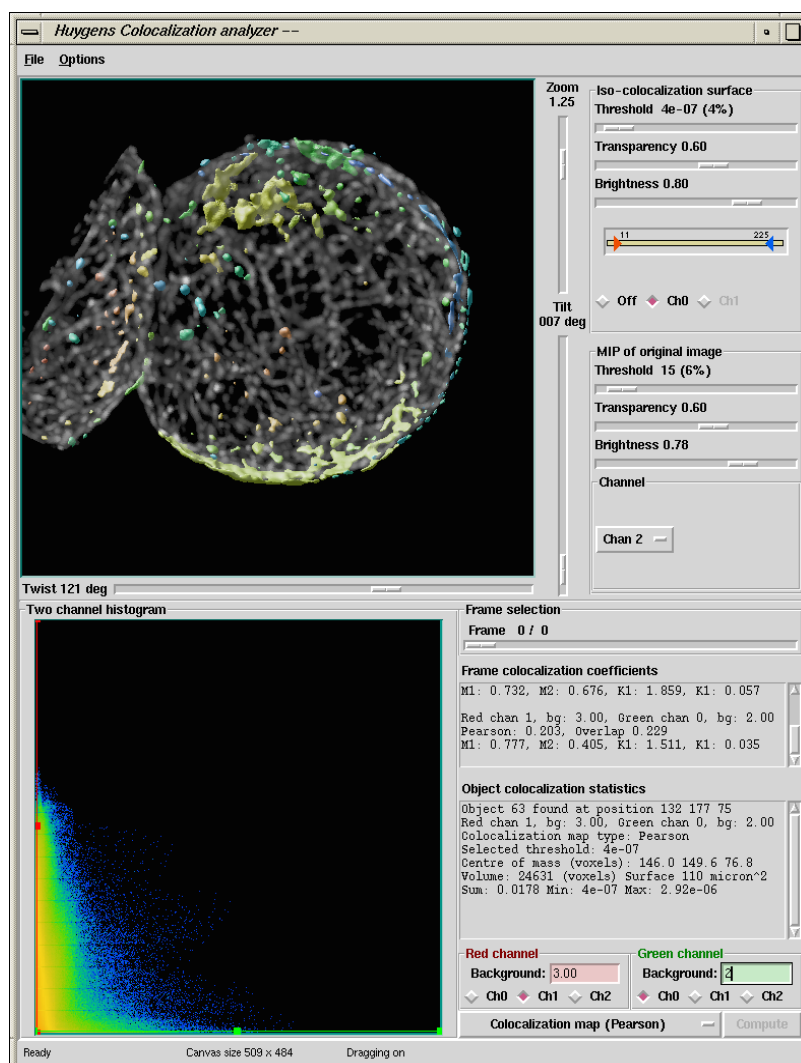 Huygens Colocalization analyzer --
File Options
Zoom
1.25
Tilt
007 deg
Twist 121 deg
Iso-colocalization surface
Threshold 4e-07 (4%)
Transparency 0.60
Brightness 0.80
11 225
Off Ch0 Ch1
MIP of original image
Threshold 15 (6%)
Transparency 0.60
Brightness 0.78
Channel
Chan 2
Two channel histogram
Frame selection
Frame 0 / 0
Frame colocalization coefficients
M1: 0.732, M2: 0.676, K1: 1.859, K1: 0.057
Red chan 1, bg: 3.00, Green chan 0, bg: 2.00
Pearson: 0.203, Overlap 0.229
M1: 0.777, M2: 0.405, K1: 1.511, K1: 0.035
Object colocalization statistics
Object 63 found at position 132 177 75
Red chan 1, bg: 3.00, Green chan 0, bg: 2.00
Colocalization map type: Pearson
Selected threshold: 4e-07
Centre of mass (voxels): 146.0 149.6 76.8
Volume: 24631 (voxels) Surface 110 micron^2
Sum: 0.0178 Min: 4e-07 Max: 2.92e-06
Red channel
Background: 3.00
Ch0 Ch1 Ch2
Green channel
Background: 2
Ch0 Ch1 Ch2
Colocalization map (Pearson)
Compute
Ready Canvas size 509 x 484 Dragging on